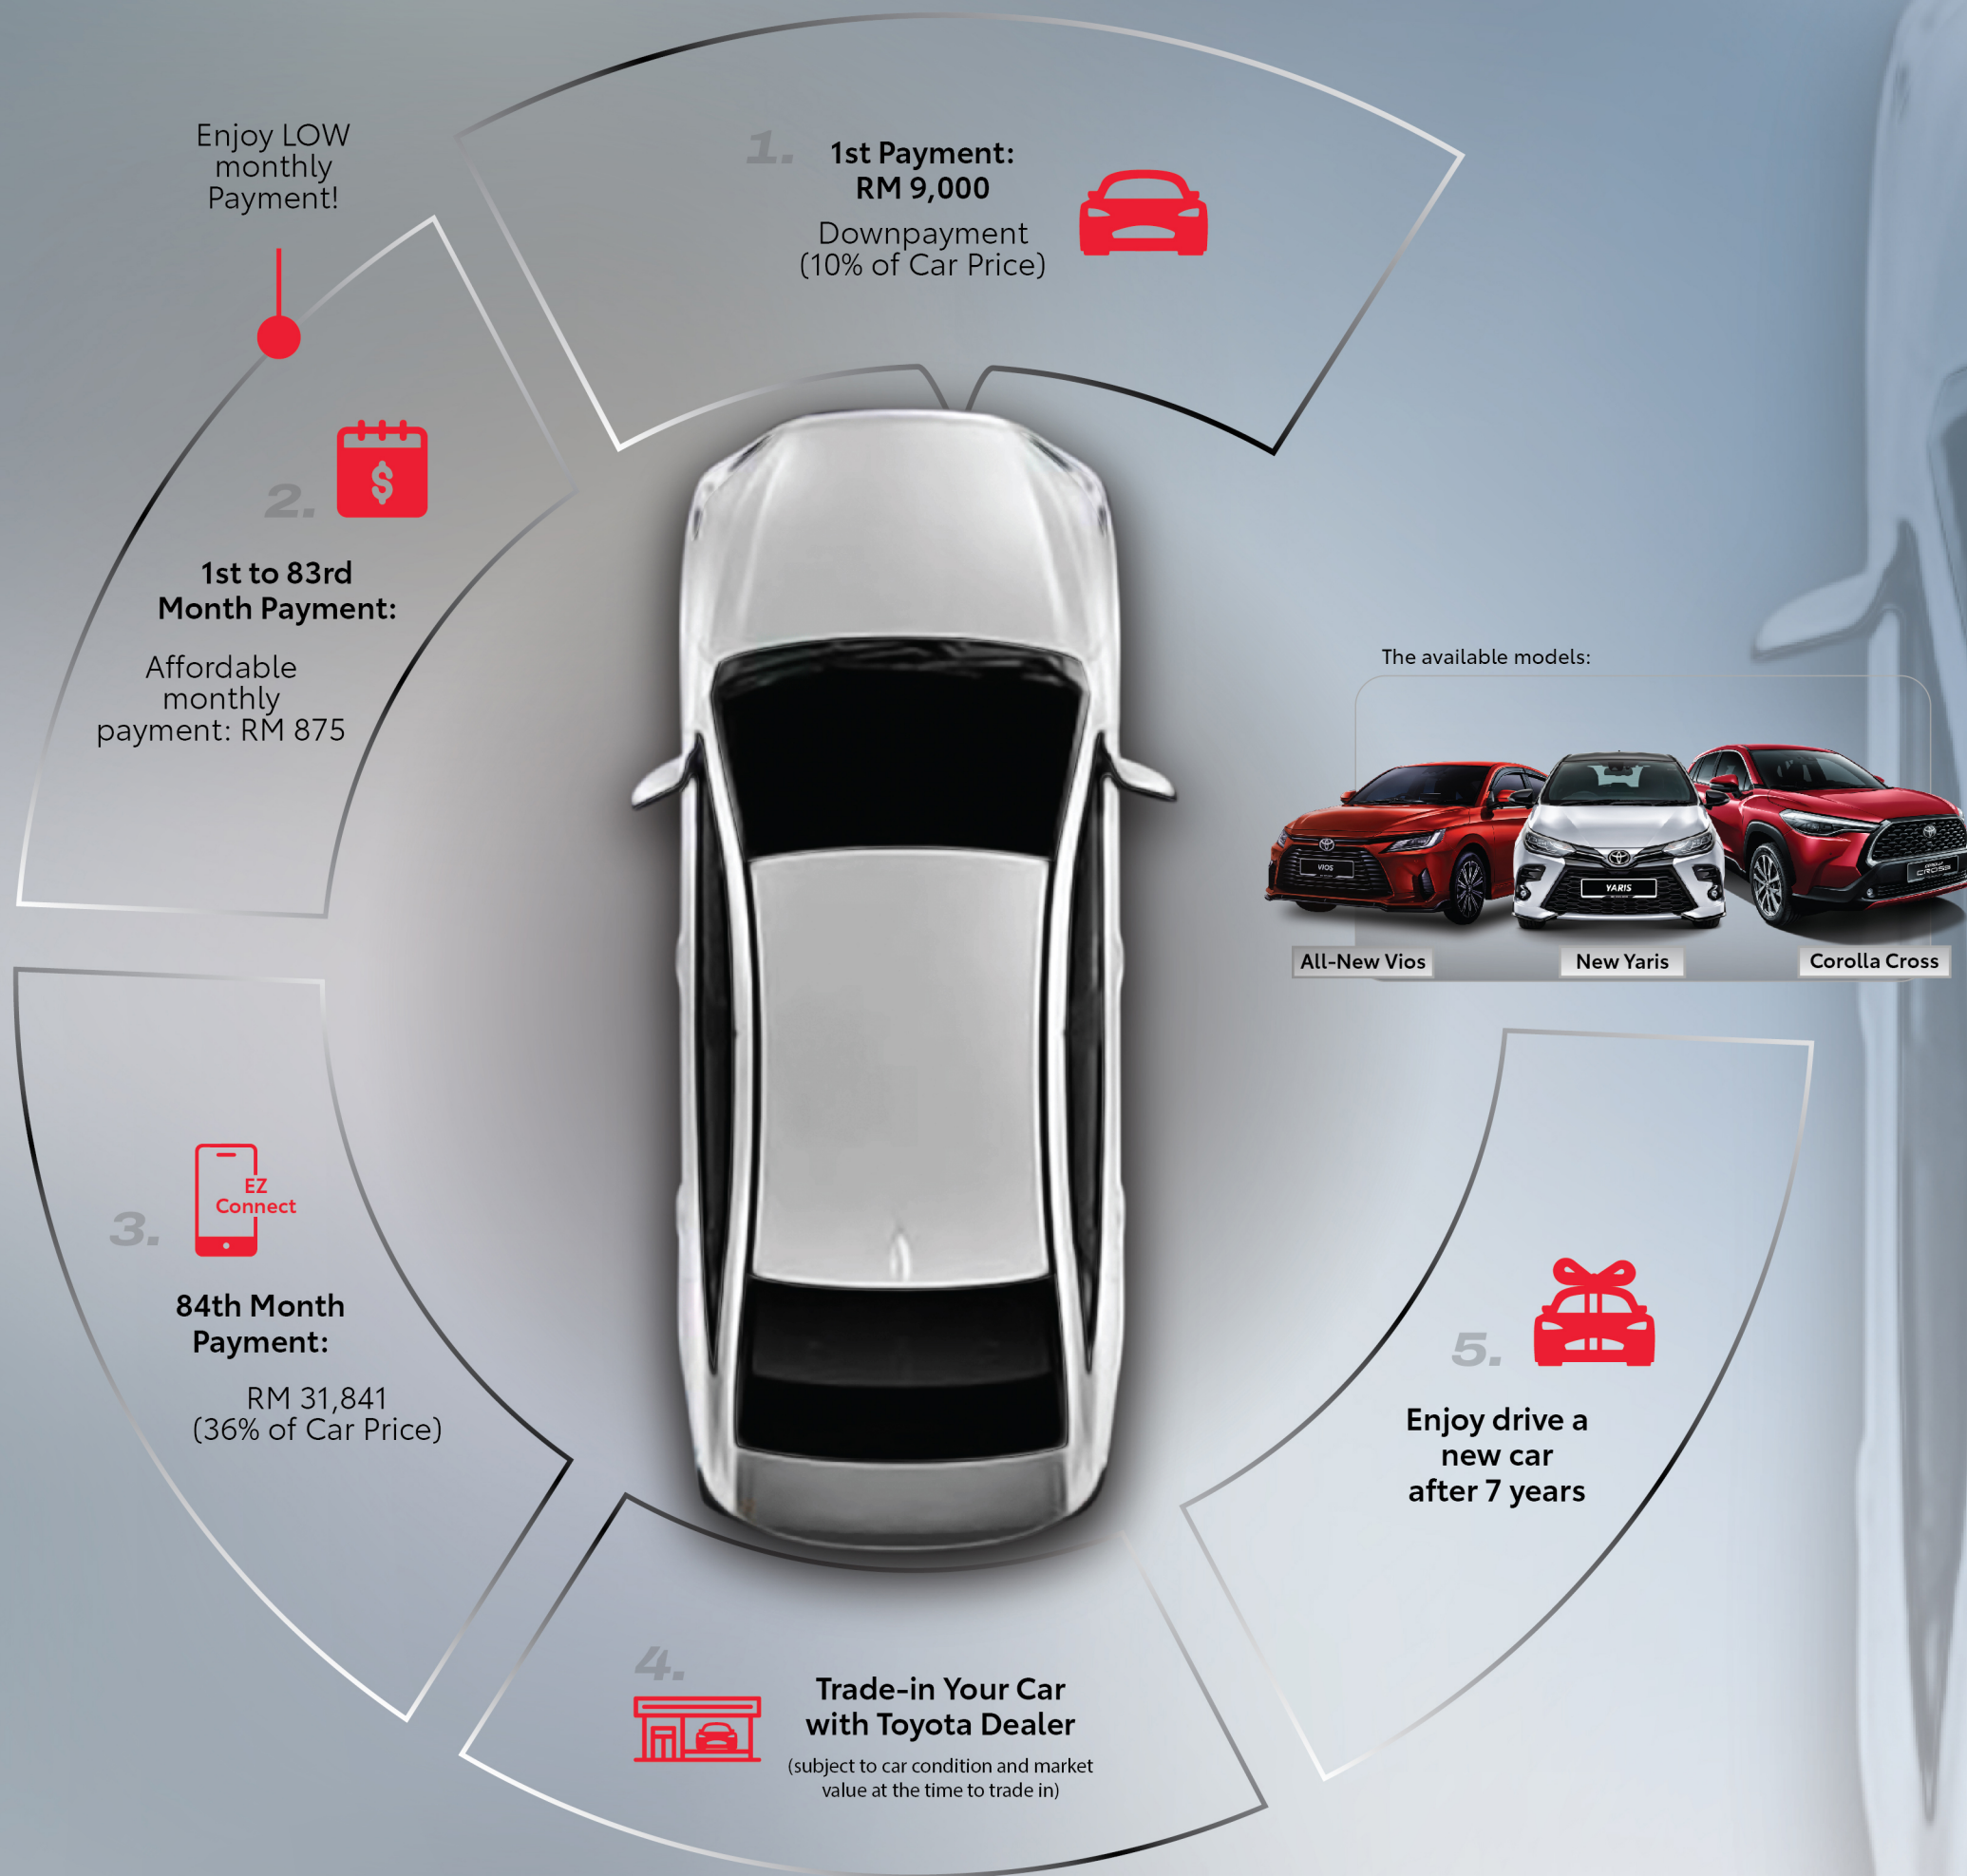 Enjoy LOW
monthly
Payment!
1.
1st Payment:
RM 9,000
Downpayment
(10% of Car Price)
2.
$
1st to 83rd
Month Payment:
Affordable
monthly
payment: RM 875
The available models:
VIOS
YARIS
CROSS
All-New Vios
New Yaris
Corolla Cross
3.
EZ
Connect
84th Month
Payment:
RM 31,841
(36% of Car Price)
4.
Trade-in Your Car
with Toyota Dealer
(subject to car condition and market
value at the time to trade in)
5.
Enjoy drive a
new car
after 7 years